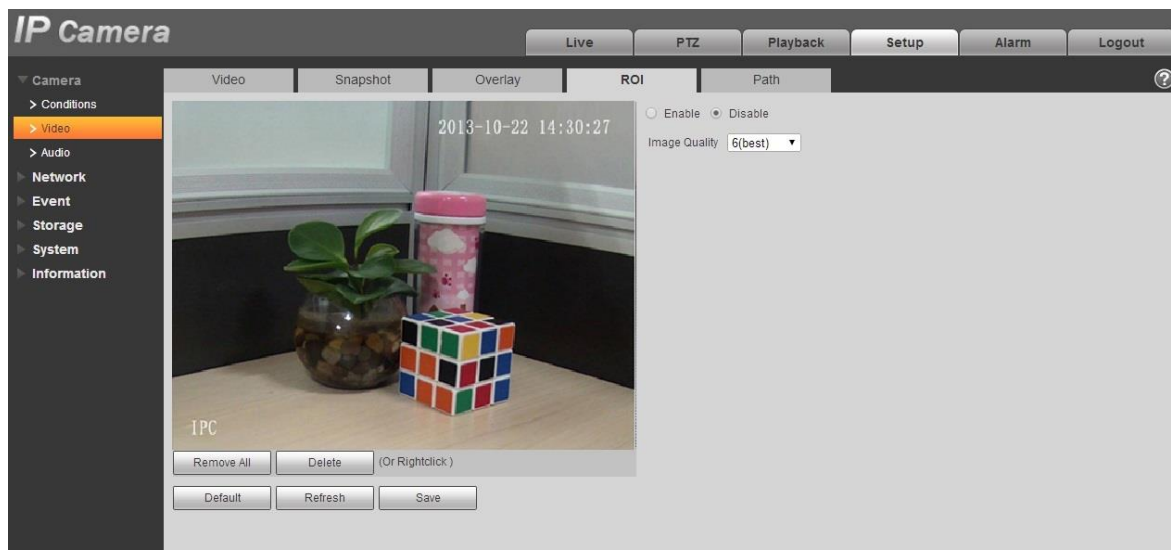 IP Camera
Live PTZ Playback Setup Alarm Logout
Camera
> Conditions
> Video
> Audio
Network
Event
Storage
System
Information
Video Snapshot Overlay ROI Path
2013-10-22 14:30:27
IPC
Enable Disable
Image Quality 6(best)
Remove All Delete (Or Rightclick )
Default Refresh Save